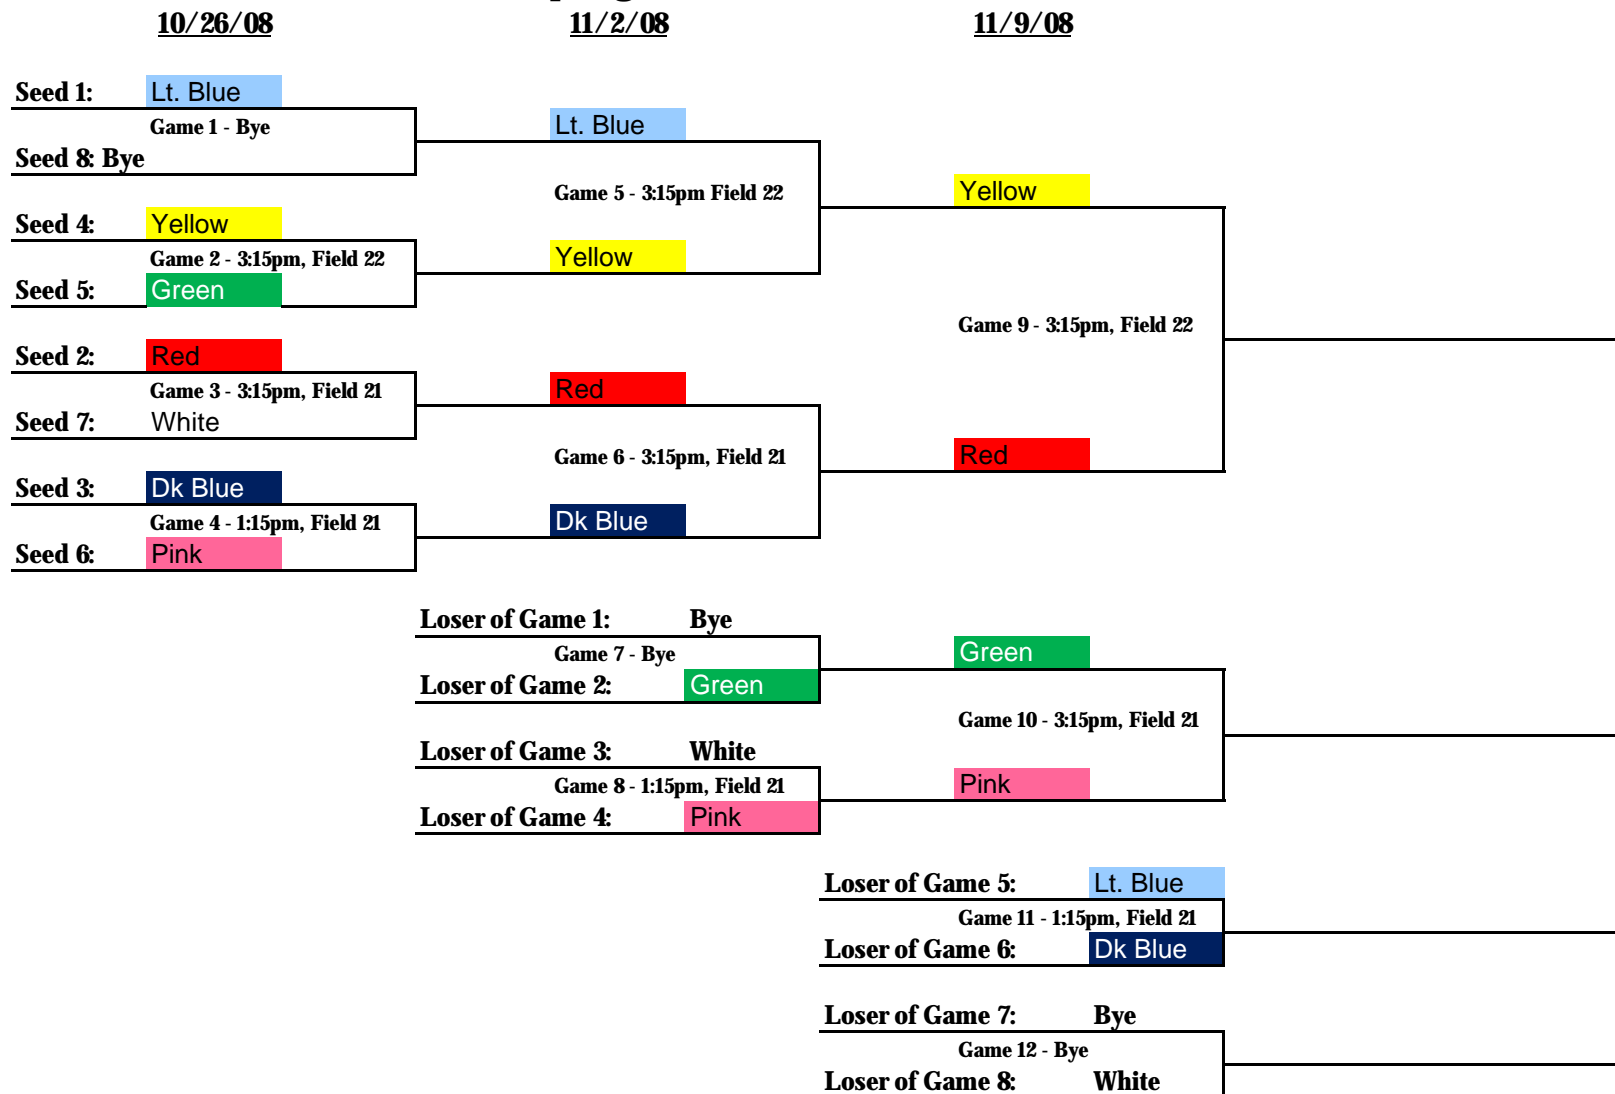 10/26/08 11/2/08 11/9/08
Seed 1: Lt. Blue
Game 1 - Bye
Seed 8: Bye
Lt. Blue
Game 5 - 3:15pm Field 22
Yellow
Seed 4: Yellow
Game 2 - 3:15pm, Field 22
Seed 5: Green
Yellow
Game 9 - 3:15pm, Field 22
Seed 2: Red
Game 3 - 3:15pm, Field 21
Seed 7: White
Red
Game 6 - 3:15pm, Field 21
Red
Seed 3: Dk Blue
Game 4 - 1:15pm, Field 21
Seed 6: Pink
Dk Blue
Loser of Game 1: Bye
Game 7 - Bye
Loser of Game 2: Green
Green
Game 10 - 3:15pm, Field 21
Loser of Game 3: White
Game 8 - 1:15pm, Field 21
Loser of Game 4: Pink
Pink
Loser of Game 5: Lt. Blue
Game 11 - 1:15pm, Field 21
Loser of Game 6: Dk Blue
Loser of Game 7: Bye
Game 12 - Bye
Loser of Game 8: White